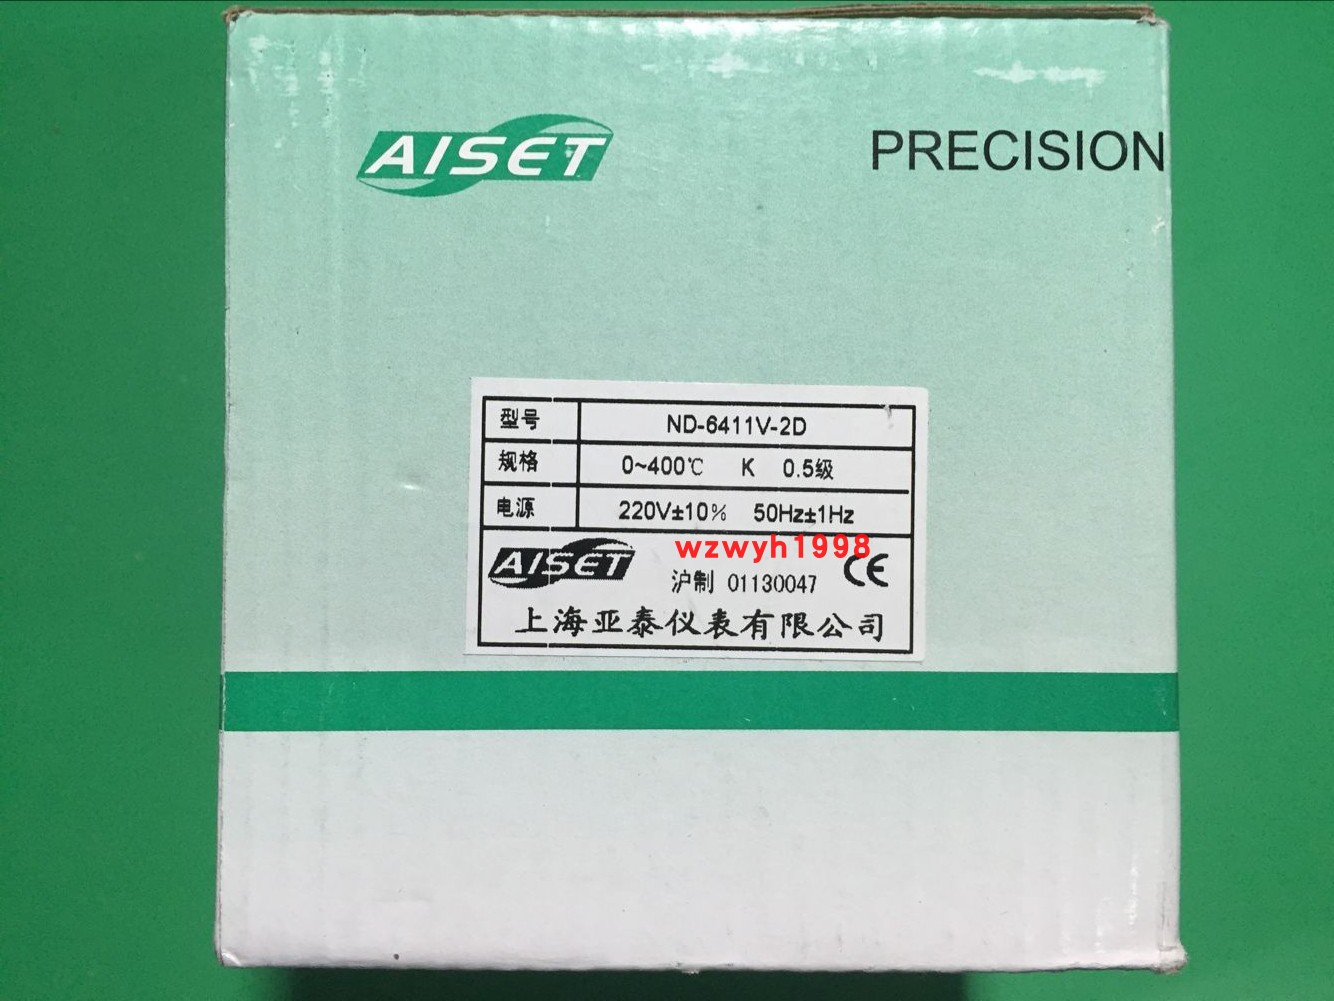 AISET
PRECISION
型号 ND-6411V-2D
规格 0~400℃ K 0.5级
电源 220V±10% 50Hz±1Hz
wzwyh1998
AISET 沪制 01130047 CE
上海亚泰仪表有限公司